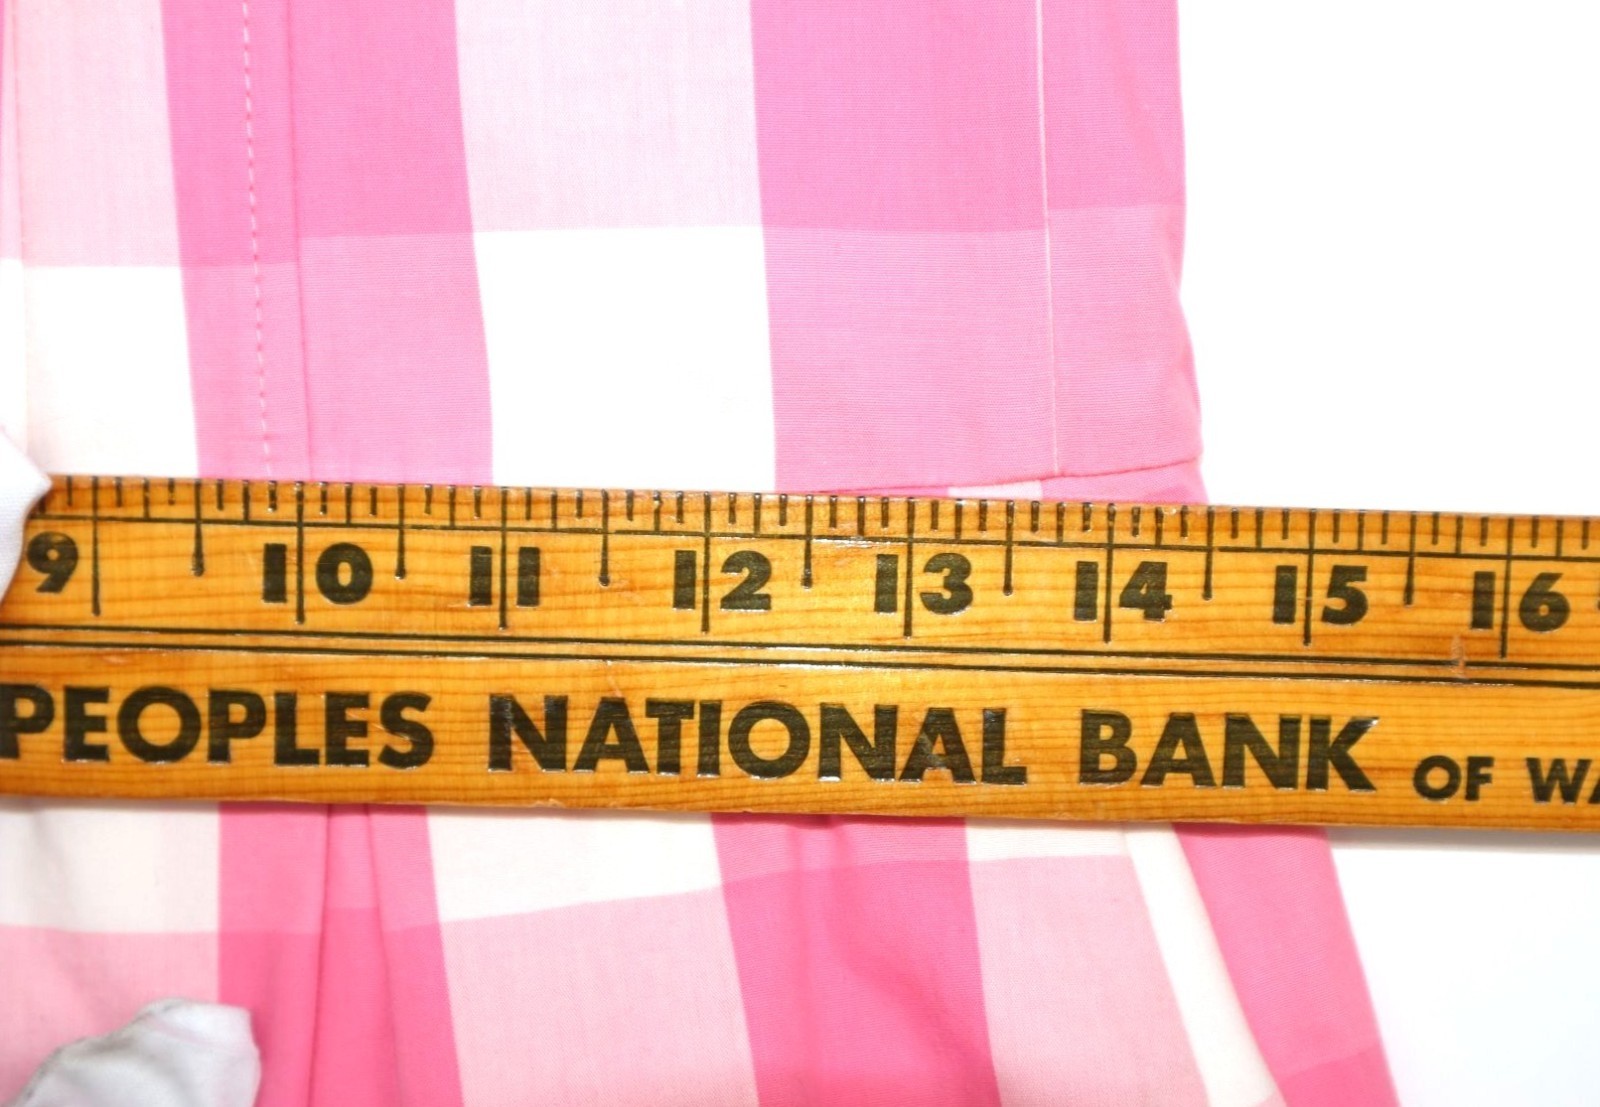 9 10 11 12 13 14 15 16
PEOPLES NATIONAL BANK OF